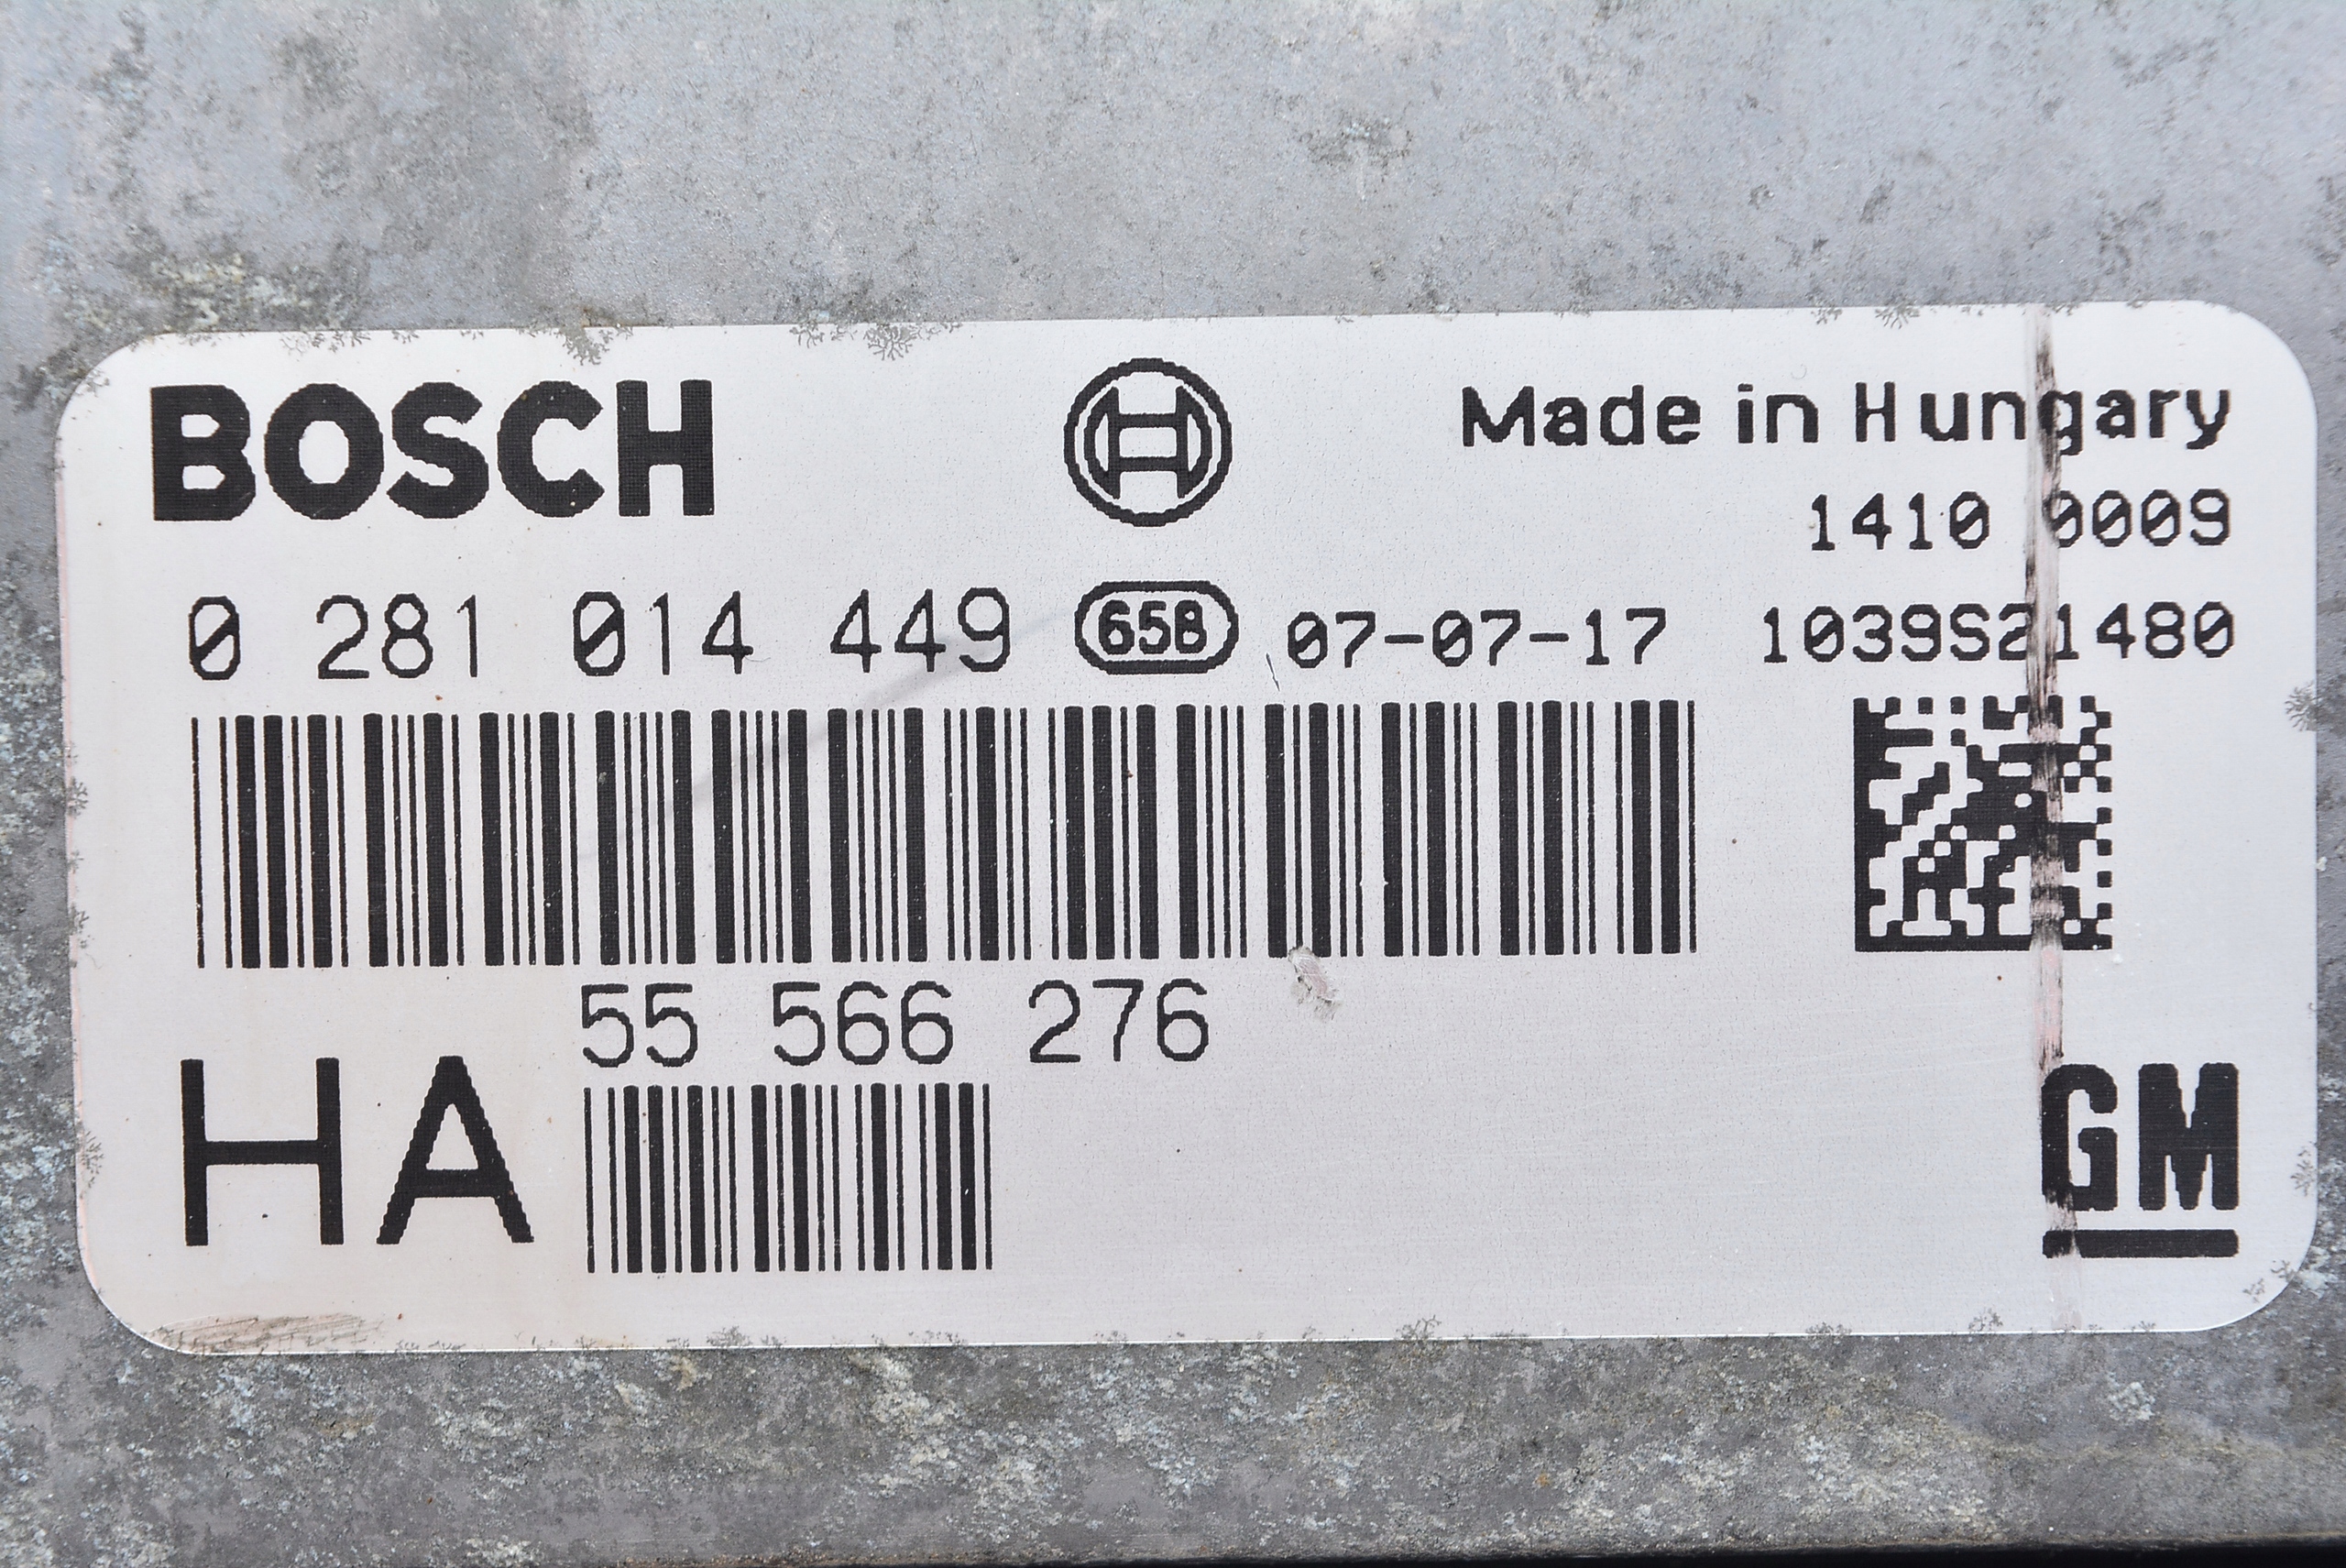 BOSCH Made in Hungary
1410 0009
0 281 014 449 658 07-07-17 1039S21480
55 566 276
HA GM